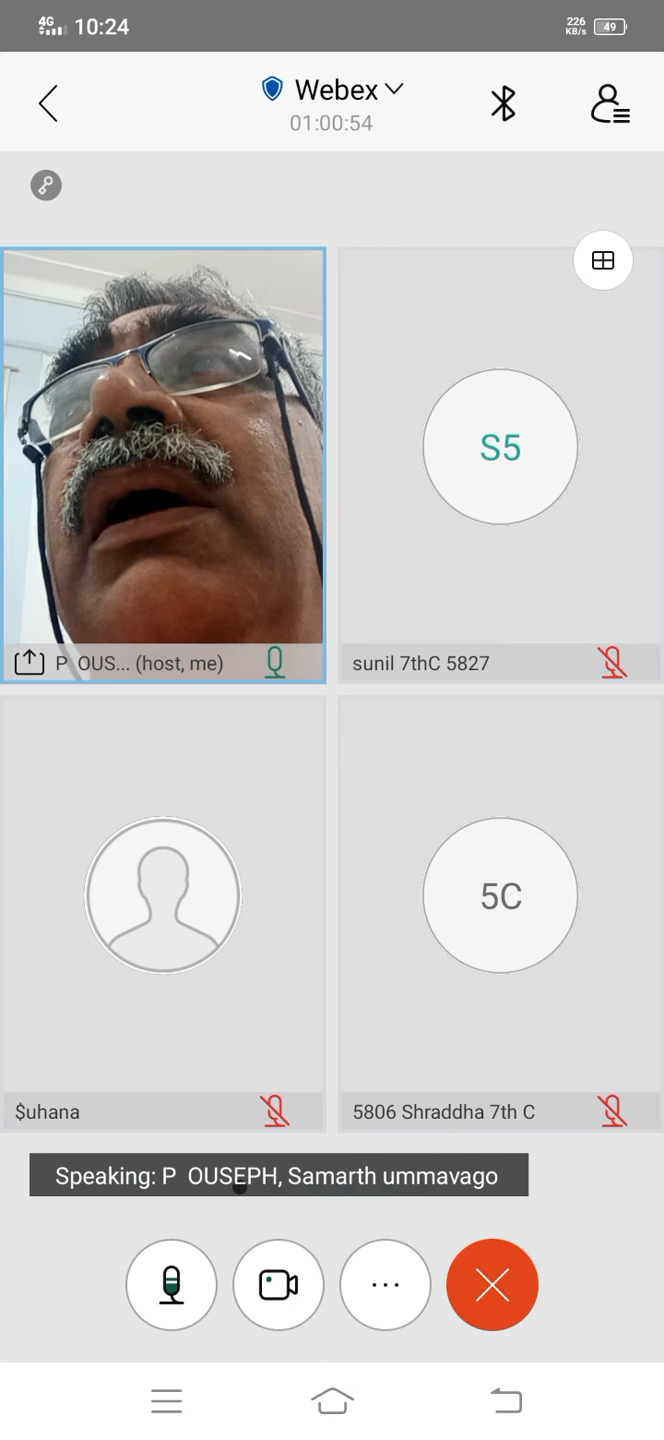 4G 10:24 226 KB/s 49
Webex
01:00:54
S5
P OUS... (host, me)
sunil 7thC 5827
5C
$uhana
5806 Shraddha 7th C
Speaking: P OUSEPH, Samarth ummavago